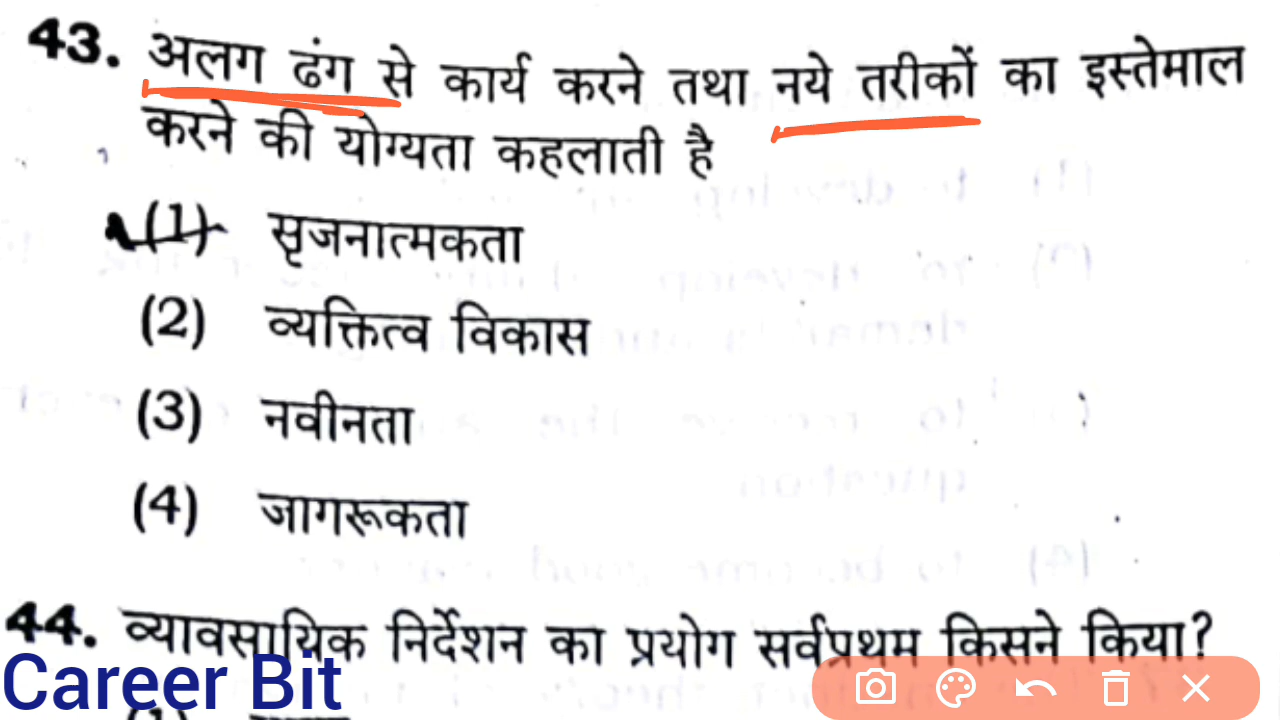 43. अलग ढंग से कार्य करने तथा नये तरीकों का इस्तेमाल
करने की योग्यता कहलाती है
(1) सृजनात्मकता
(2) व्यक्तित्व विकास
(3) नवीनता
(4) जागरूकता
44. व्यावसायिक निर्देशन का प्रयोग सर्वप्रथम किसने किया?
Career Bit